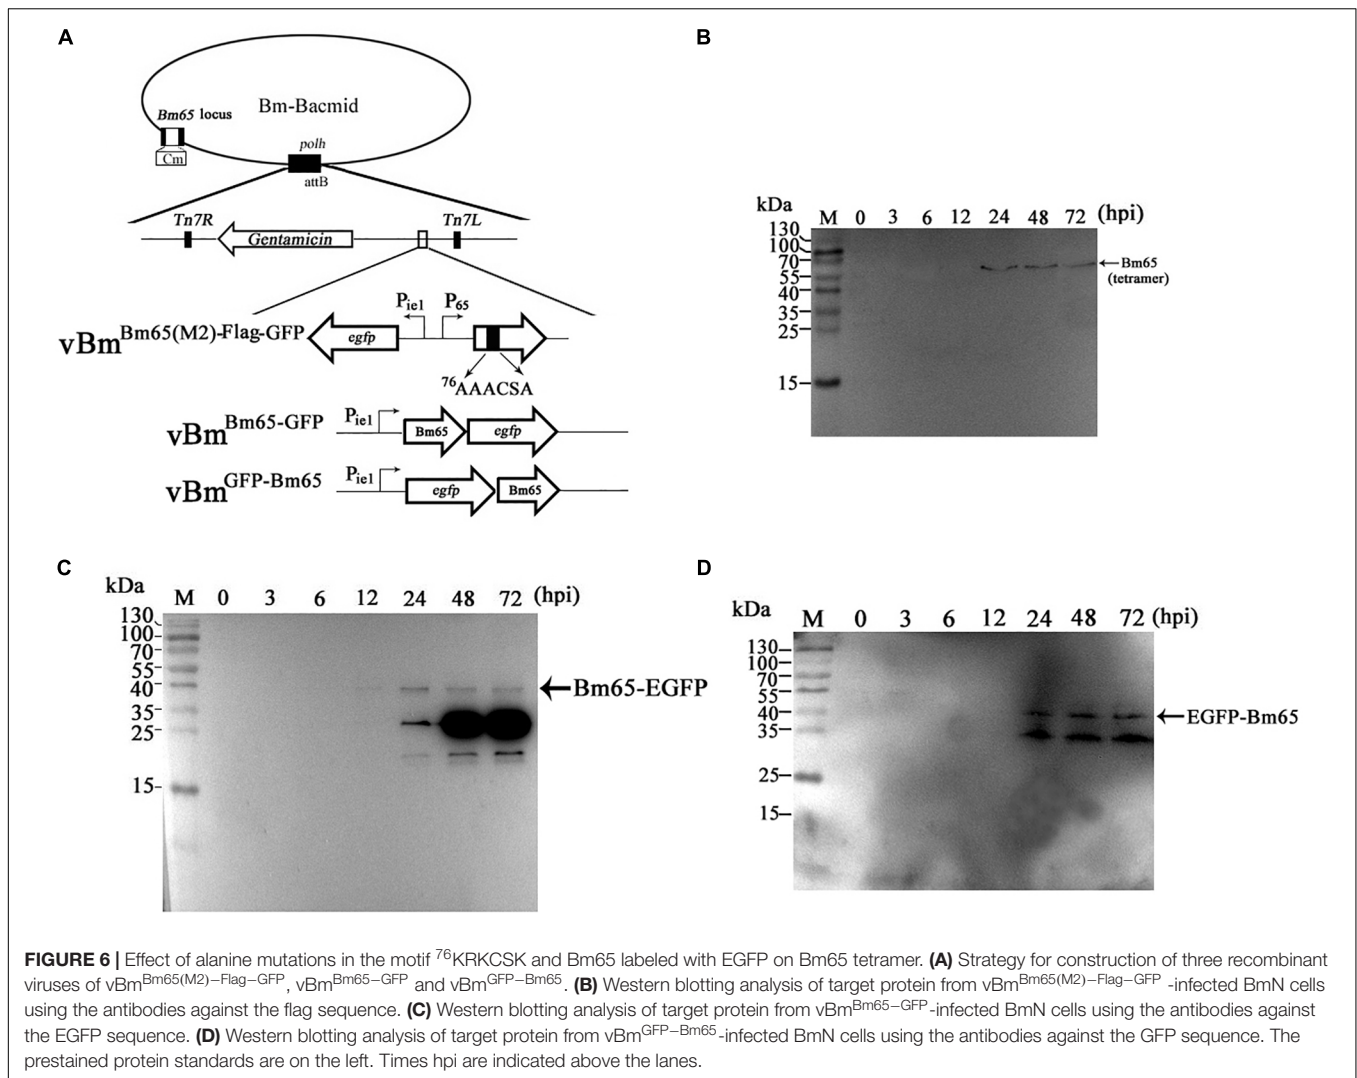 A
Bm-Bacmid
Bm65 locus
Cm
polh
attB
Tn7R
Tn7L
Gentamicin
Pie1
P65
vBmBm65(M2)-Flag-GFP
egfp
76AAACSA
vBmBm65-GFP
Pie1
Bm65
egfp
vBmGFP-Bm65
Pie1
egfp
Bm65
B
kDa
M 0 3 6 12 24 48 72 (hpi)
130
100
70
55
40
35
25
15
Bm65
(tetramer)
C
kDa
M 0 3 6 12 24 48 72 (hpi)
130
100
70
55
40
35
25
15
Bm65-EGFP
D
kDa
M 0 3 6 12 24 48 72 (hpi)
130
100
70
55
40
35
25
15
EGFP-Bm65
FIGURE 6 | Effect of alanine mutations in the motif 76KRKCSK and Bm65 labeled with EGFP on Bm65 tetramer. (A) Strategy for construction of three recombinant
viruses of vBmBm65(M2)−Flag−GFP, vBmBm65−GFP and vBmGFP−Bm65. (B) Western blotting analysis of target protein from vBmBm65(M2)−Flag−GFP -infected BmN cells
using the antibodies against the flag sequence. (C) Western blotting analysis of target protein from vBmBm65−GFP-infected BmN cells using the antibodies against
the EGFP sequence. (D) Western blotting analysis of target protein from vBmGFP−Bm65-infected BmN cells using the antibodies against the GFP sequence. The
prestained protein standards are on the left. Times hpi are indicated above the lanes.